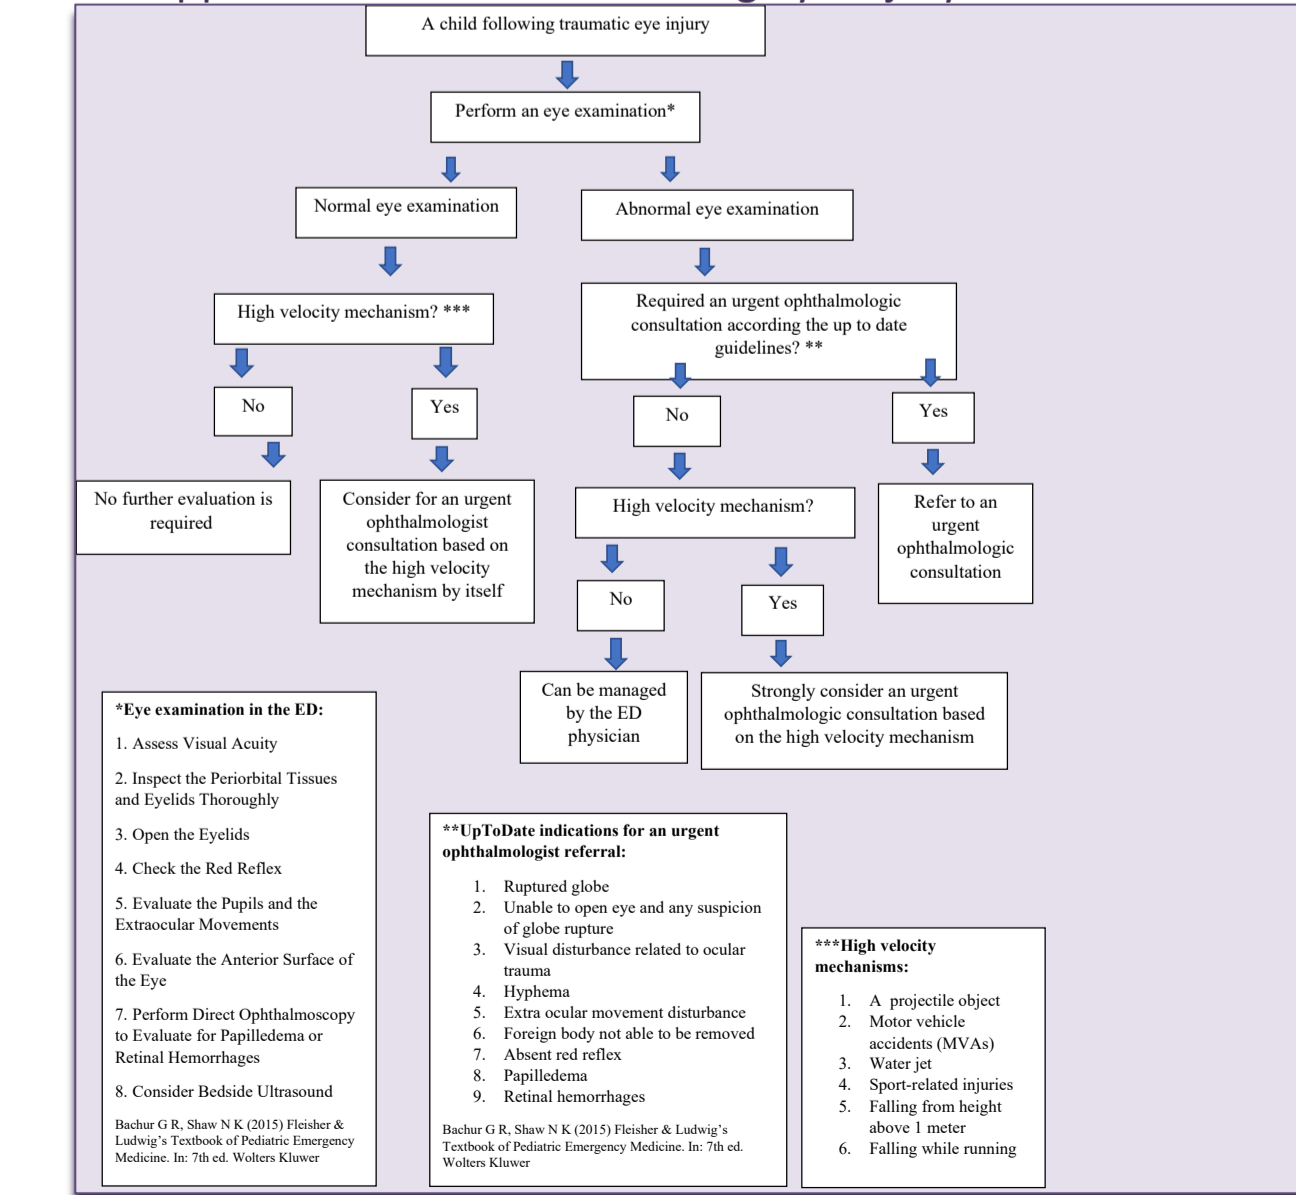 A child following traumatic eye injury
Perform an eye examination*
Normal eye examination
Abnormal eye examination
High velocity mechanism? ***
Required an urgent ophthalmologic
consultation according the up to date
guidelines? **
No
Yes
No
Yes
No further evaluation is
required
Consider for an urgent
ophthalmologist
consultation based on
the high velocity
mechanism by itself
High velocity mechanism?
Refer to an
urgent
ophthalmologic
consultation
No
Yes
Can be managed
by the ED
physician
Strongly consider an urgent
ophthalmologic consultation based
on the high velocity mechanism
*Eye examination in the ED:
1. Assess Visual Acuity
2. Inspect the Periorbital Tissues
and Eyelids Thoroughly
3. Open the Eyelids
4. Check the Red Reflex
5. Evaluate the Pupils and the
Extraocular Movements
6. Evaluate the Anterior Surface of
the Eye
7. Perform Direct Ophthalmoscopy
to Evaluate for Papilledema or
Retinal Hemorrhages
8. Consider Bedside Ultrasound
Bachur G R, Shaw N K (2015) Fleisher &
Ludwig's Textbook of Pediatric Emergency
Medicine. In: 7th ed. Wolters Kluwer
**UpToDate indications for an urgent
ophthalmologist referral:
1. Ruptured globe
2. Unable to open eye and any suspicion
of globe rupture
3. Visual disturbance related to ocular
trauma
4. Hyphema
5. Extra ocular movement disturbance
6. Foreign body not able to be removed
7. Absent red reflex
8. Papilledema
9. Retinal hemorrhages
Bachur G R, Shaw N K (2015) Fleisher & Ludwig's
Textbook of Pediatric Emergency Medicine. In: 7th ed.
Wolters Kluwer
***High velocity
mechanisms:
1. A projectile object
2. Motor vehicle
accidents (MVAs)
3. Water jet
4. Sport-related injuries
5. Falling from height
above 1 meter
6. Falling while running